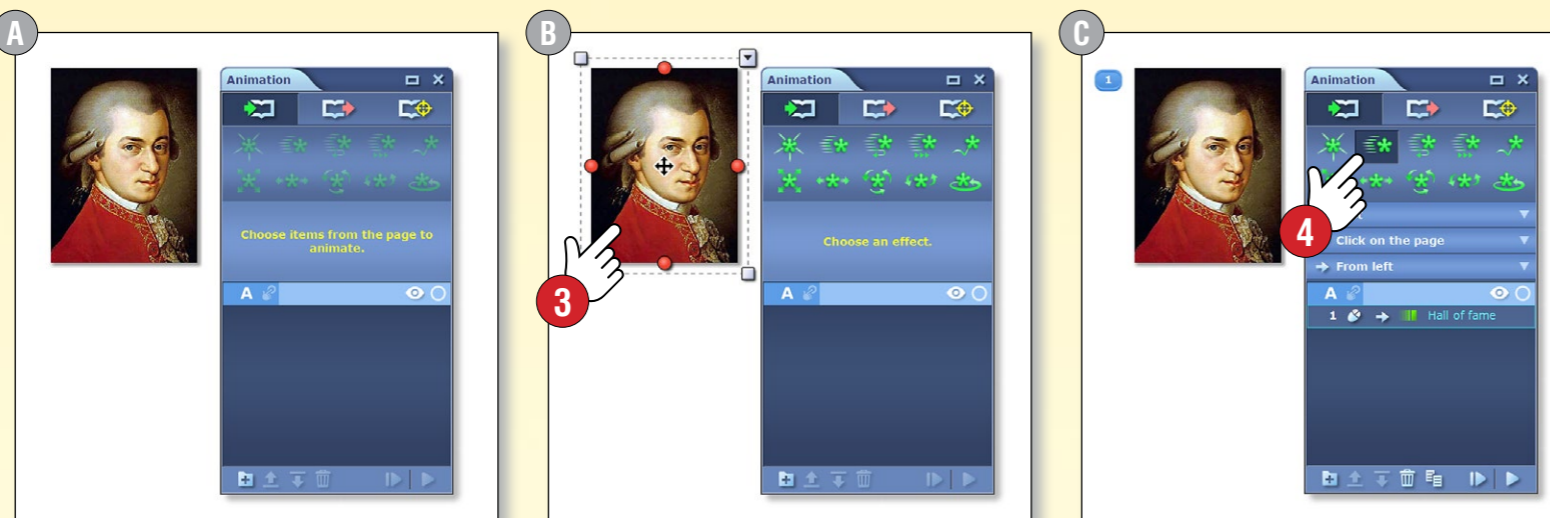 A
Animation
Choose items from the page to
animate.
A
B
Animation
Choose an effect.
A
3
C
1
Animation
4
Click on the page
From left
A
1 Hall of fame